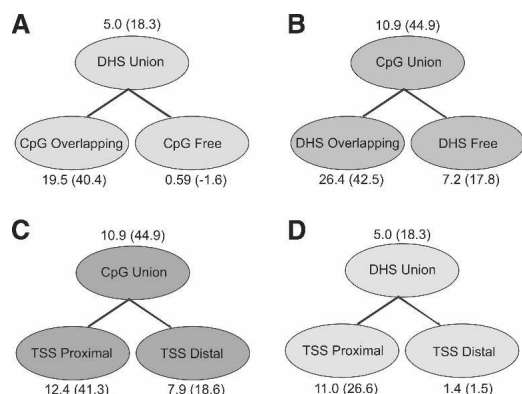 A
5.0 (18.3)
DHS Union
CpG Overlapping
CpG Free
19.5 (40.4)
0.59 (-1.6)
B
10.9 (44.9)
CpG Union
DHS Overlapping
DHS Free
26.4 (42.5)
7.2 (17.8)
C
10.9 (44.9)
CpG Union
TSS Proximal
TSS Distal
12.4 (41.3)
7.9 (18.6)
D
5.0 (18.3)
DHS Union
TSS Proximal
TSS Distal
11.0 (26.6)
1.4 (1.5)